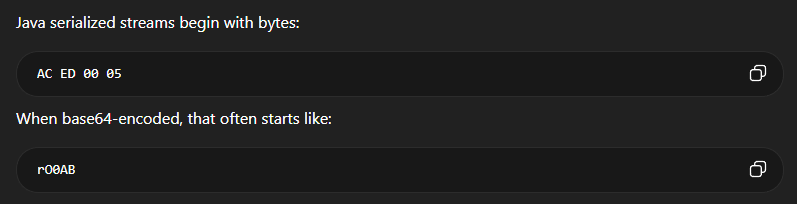 Java serialized streams begin with bytes:
AC ED 00 05
When base64-encoded, that often starts like:
rO0AB